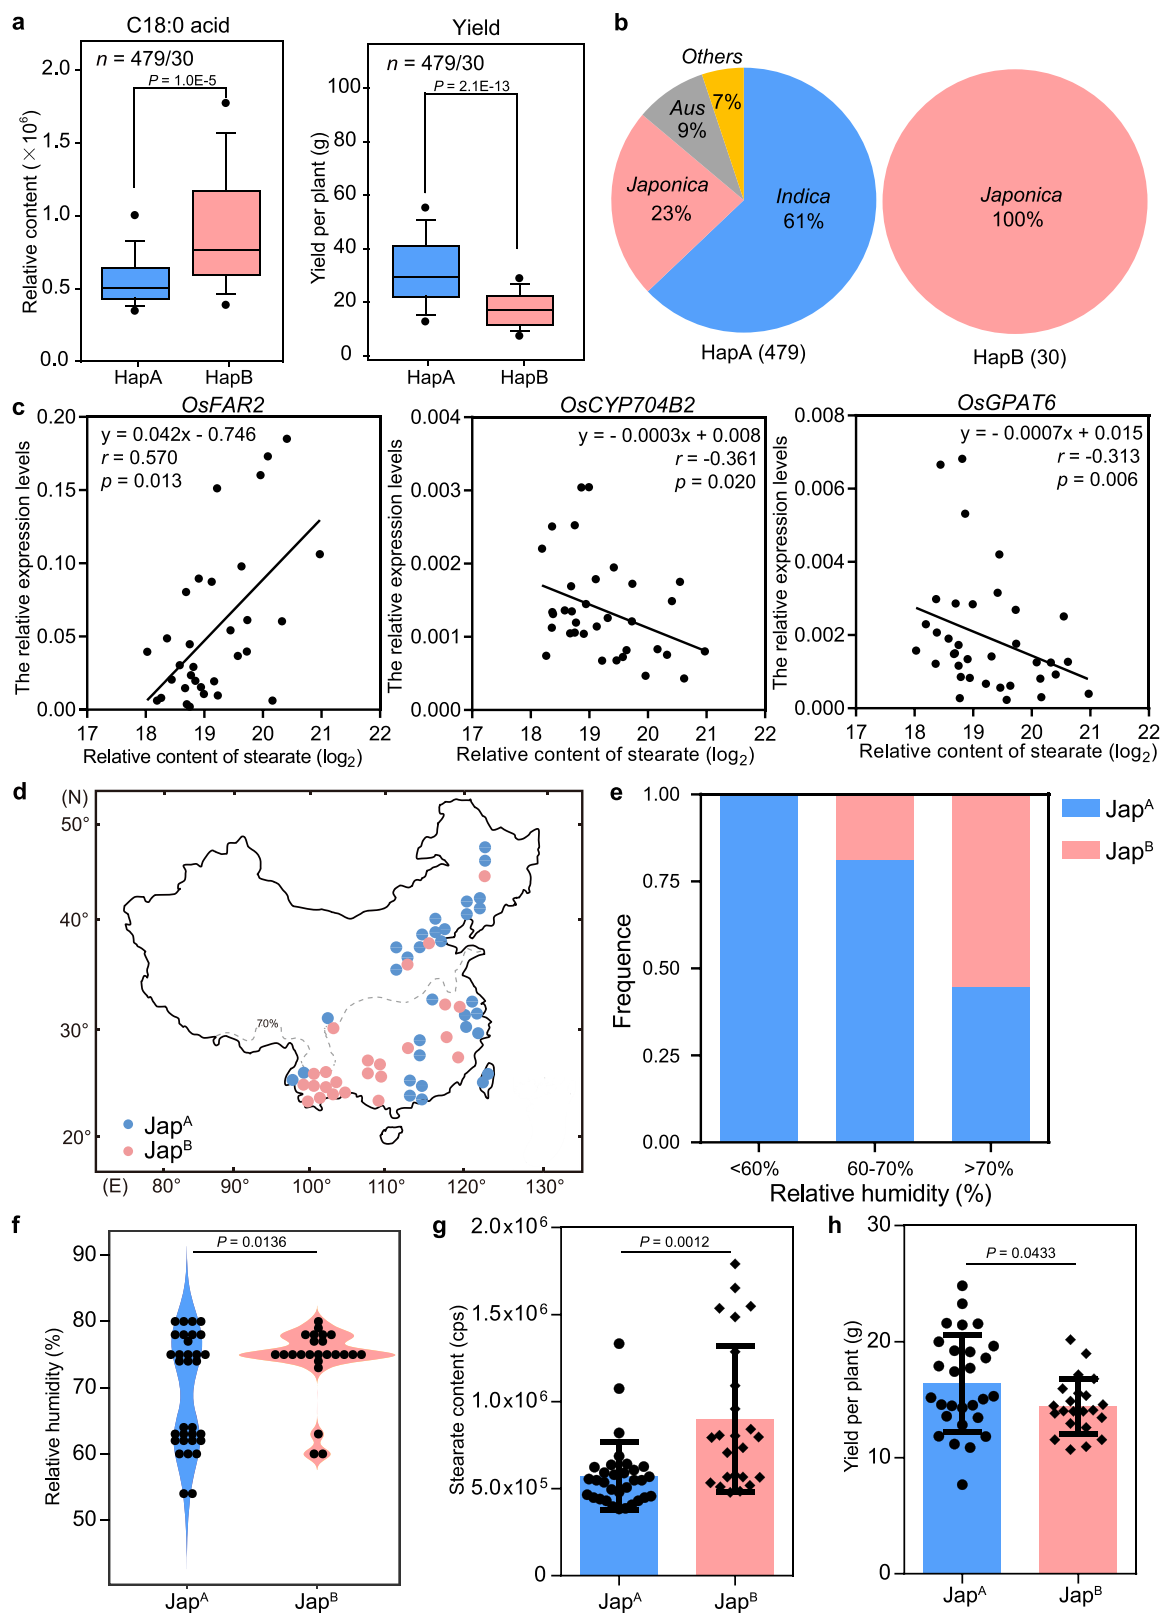 a
C18:0 acid
n = 479/30
P = 1.0E-5
2.0
1.5
1.0
0.5
0.0
Relative content (×10⁶)
HapA
HapB
Yield
n = 479/30
P = 2.1E-13
100
80
60
40
20
0
Yield per plant (g)
HapA
HapB
b
Others
7%
Aus
9%
Japonica
23%
Indica
61%
HapA (479)
Japonica
100%
HapB (30)
c
OsFAR2
y = 0.042x - 0.746
r = 0.570
p = 0.013
0.20
0.15
0.10
0.05
0.00
The relative expression levels
17 18 19 20 21 22
Relative content of stearate (log₂)
OsCYP704B2
y = - 0.0003x + 0.008
r = -0.361
p = 0.020
0.004
0.003
0.002
0.001
0.000
The relative expression levels
17 18 19 20 21 22
Relative content of stearate (log₂)
OsGPAT6
y = - 0.0007x + 0.015
r = -0.313
p = 0.006
0.008
0.006
0.004
0.002
0.000
The relative expression levels
17 18 19 20 21 22
Relative content of stearate (log₂)
d
(N)
50°
40°
30°
20°
70%
Japᴬ
Japᴮ
(E) 80° 90° 100° 110° 120° 130°
e
1.00
0.75
0.50
0.25
0.00
Frequence
<60% 60-70% >70%
Relative humidity (%)
Japᴬ
Japᴮ
f
P = 0.0136
90
80
70
60
50
Relative humidity (%)
Japᴬ
Japᴮ
g
P = 0.0012
2.0x10⁶
1.5x10⁶
1.0x10⁶
5.0x10⁵
0
Stearate content (cps)
Japᴬ
Japᴮ
h
P = 0.0433
30
20
10
0
Yield per plant (g)
Japᴬ
Japᴮ